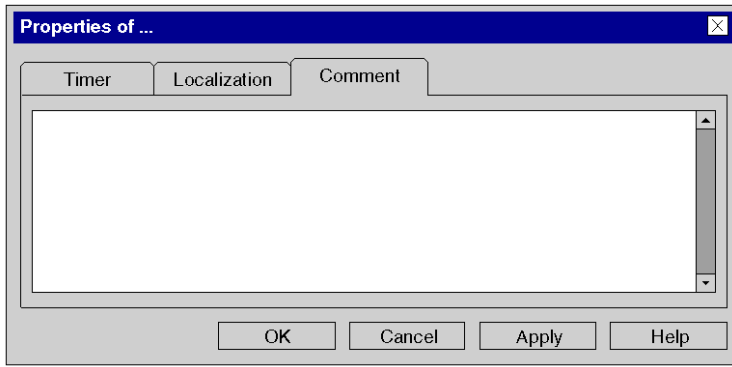 Properties of ...
Timer Localization Comment
OK Cancel Apply Help